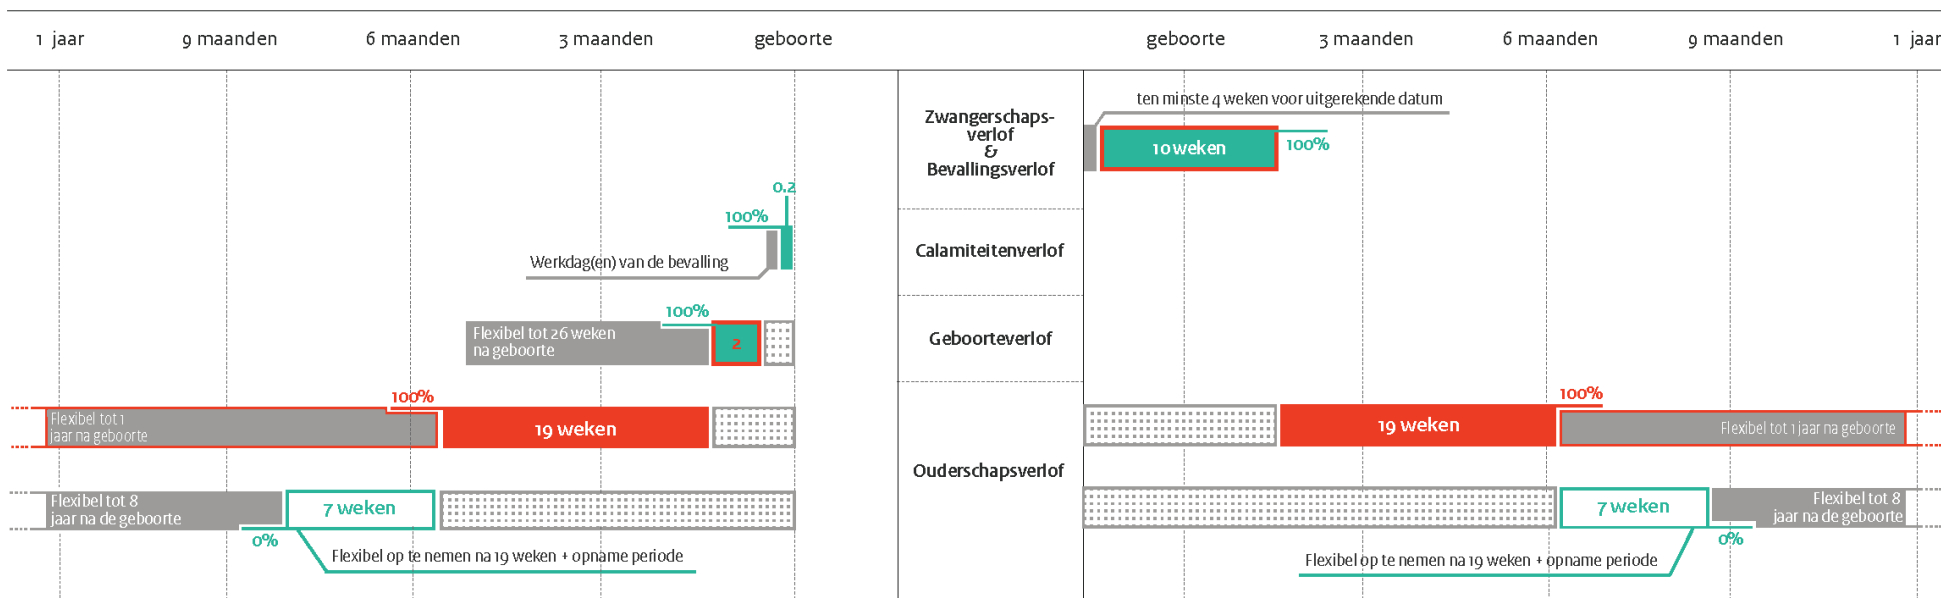 1 jaar 9 maanden 6 maanden 3 maanden geboorte geboorte 3 maanden 6 maanden 9 maanden 1 jaar
ten minste 4 weken voor uitgerekende datum
Zwangerschaps-
verlof
&
Bevallingsverlof
10 weken
100%
0.2
100%
Werkdag(en) van de bevalling
Calamiteitenverlof
100%
Flexibel tot 26 weken
na geboorte
2
Geboorteverlof
100%
Flexibel tot 1
jaar na geboorte
19 weken
Ouderschapsverlof
19 weken
100%
Flexibel tot 1 jaar na geboorte
Flexibel tot 8
jaar na de geboorte
7 weken
0%
Flexibel op te nemen na 19 weken + opname periode
7 weken
Flexibel tot 8
jaar na de geboorte
0%
Flexibel op te nemen na 19 weken + opname periode